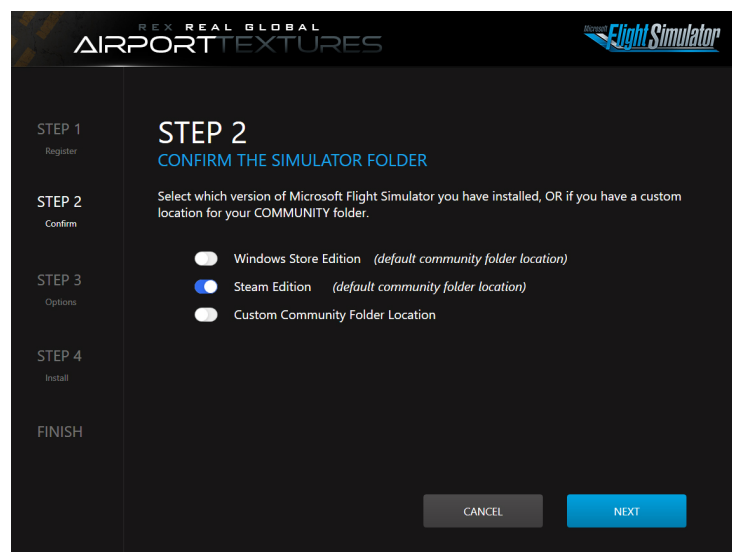 REX REAL GLOBAL
AIRPORTTEXTURES
Microsoft Flight Simulator
STEP 1
Register
STEP 2
Confirm
STEP 3
Options
STEP 4
Install
FINISH
STEP 2
CONFIRM THE SIMULATOR FOLDER
Select which version of Microsoft Flight Simulator you have installed, OR if you have a custom
location for your COMMUNITY folder.
Windows Store Edition (default community folder location)
Steam Edition (default community folder location)
Custom Community Folder Location
CANCEL NEXT